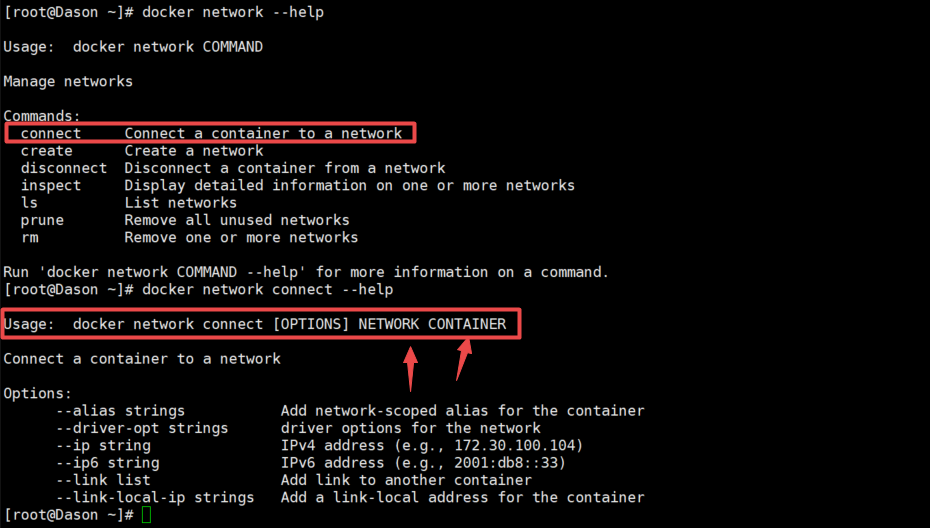 [root@Dason ~]# docker network --help
Usage:  docker network COMMAND
Manage networks
Commands:
  connect     Connect a container to a network
  create      Create a network
  disconnect  Disconnect a container from a network
  inspect     Display detailed information on one or more networks
  ls          List networks
  prune       Remove all unused networks
  rm          Remove one or more networks
Run 'docker network COMMAND --help' for more information on a command.
[root@Dason ~]# docker network connect --help
Usage:  docker network connect [OPTIONS] NETWORK CONTAINER
Connect a container to a network
Options:
      --alias strings           Add network-scoped alias for the container
      --driver-opt strings      driver options for the network
      --ip string               IPv4 address (e.g., 172.30.100.104)
      --ip6 string              IPv6 address (e.g., 2001:db8::33)
      --link list               Add link to another container
      --link-local-ip strings   Add a link-local address for the container
[root@Dason ~]#